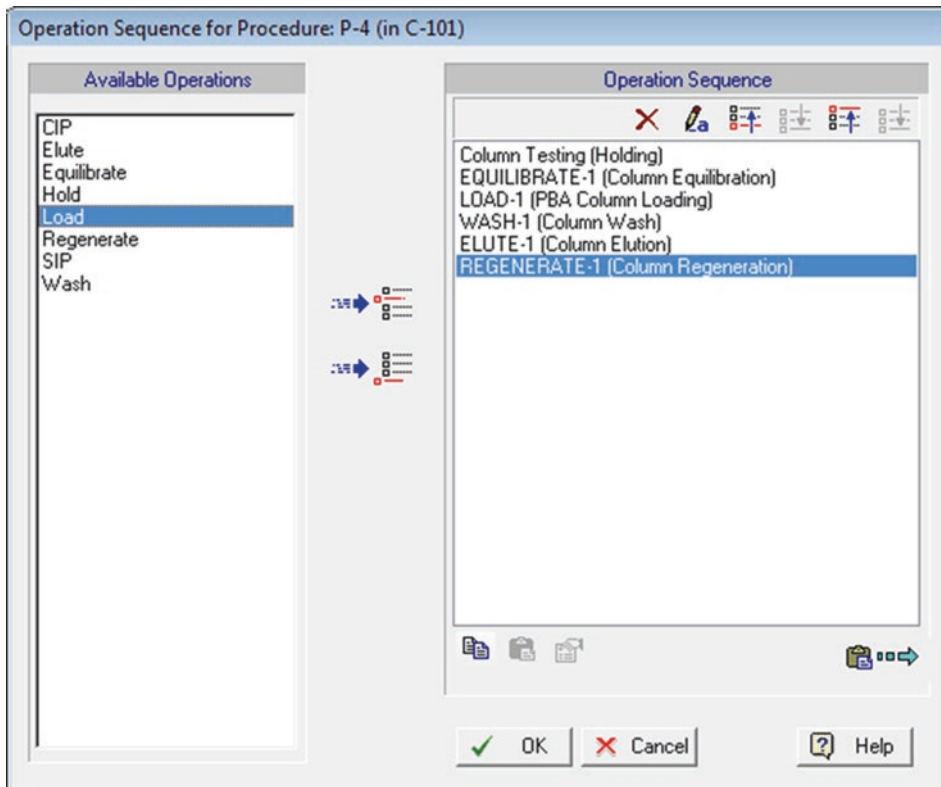 Operation Sequence for Procedure: P-4 (in C-101)
Available Operations
CIP
Elute
Equilibrate
Hold
Load
Regenerate
SIP
Wash
Operation Sequence
Column Testing (Holding)
EQUILIBRATE-1 (Column Equilibration)
LOAD-1 (PBA Column Loading)
WASH-1 (Column Wash)
ELUTE-1 (Column Elution)
REGENERATE-1 (Column Regeneration)
OK
Cancel
Help